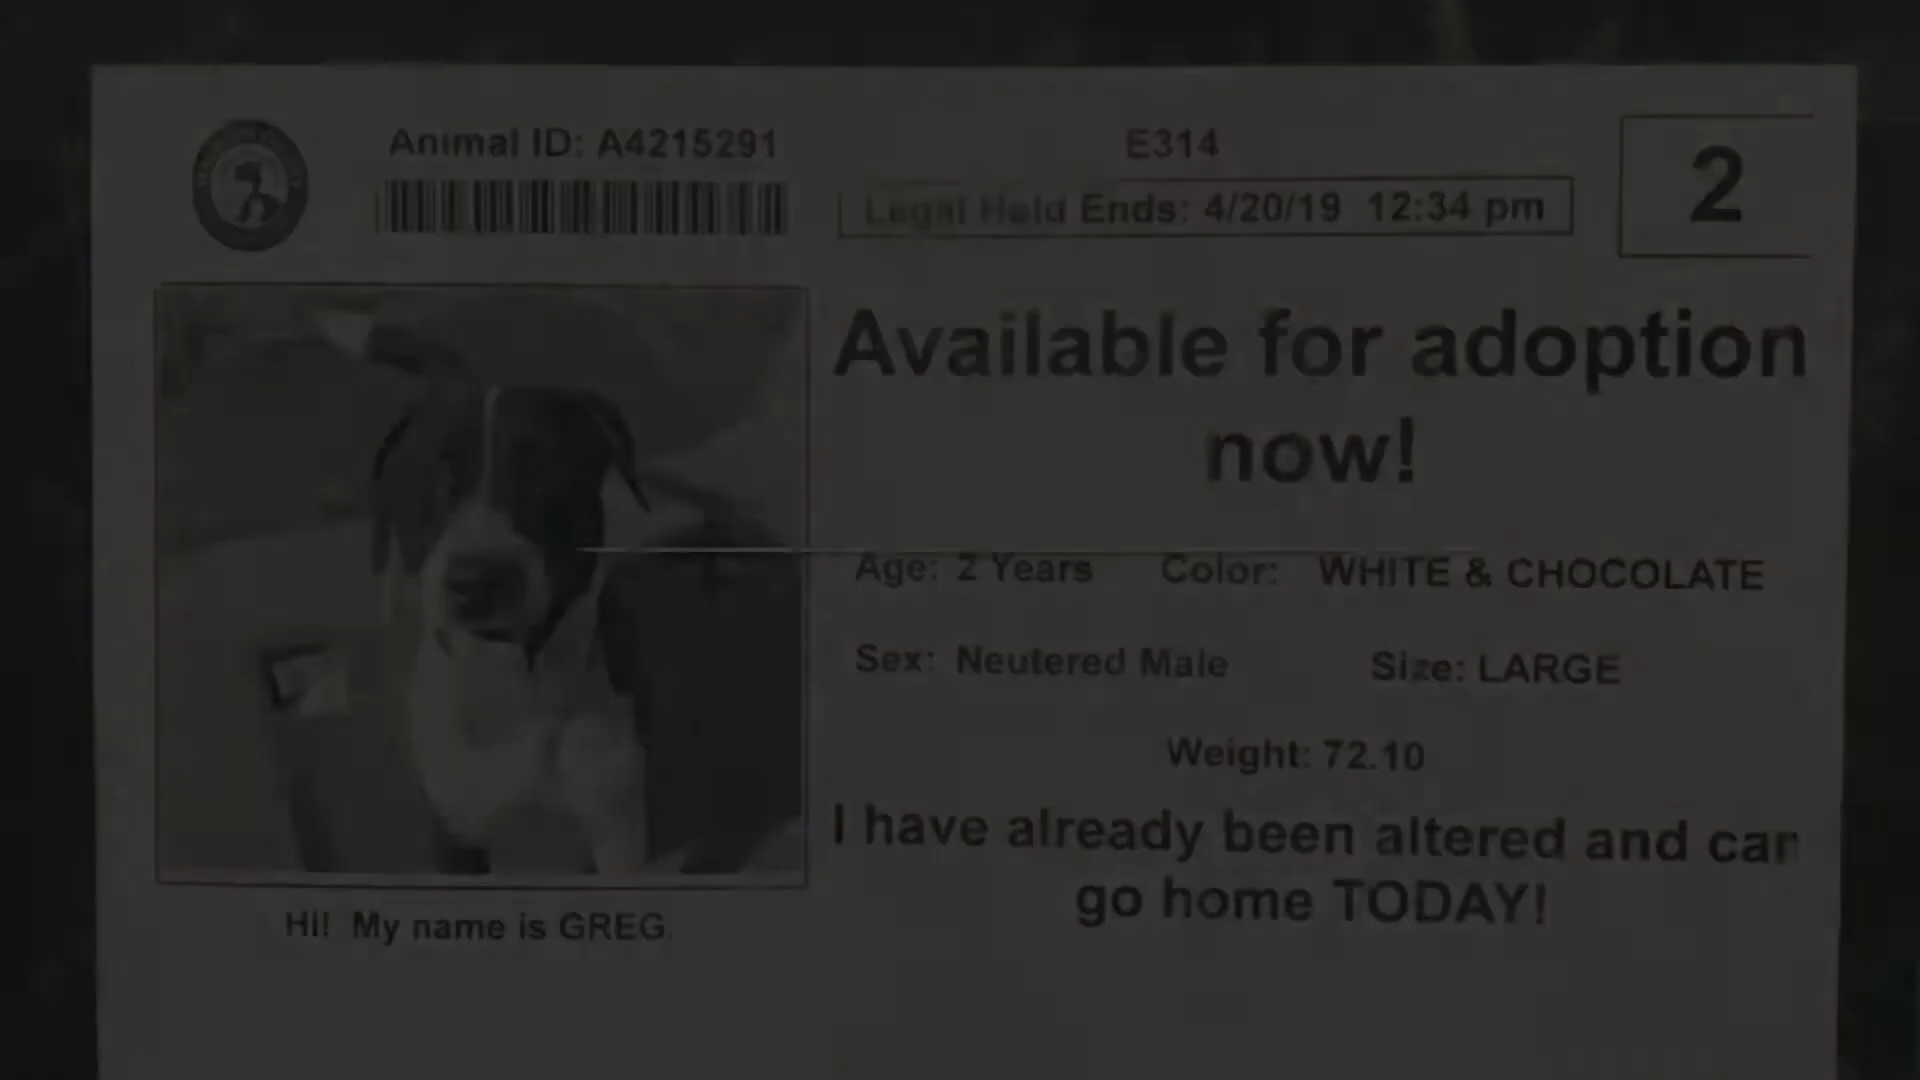 Animal ID: A4215291
E314
2
Legal Hold Ends: 4/20/19 12:34 pm
Available for adoption
now!
Age: 2 Years Color: WHITE & CHOCOLATE
Sex: Neutered Male Size: LARGE
Weight: 72.10
I have already been altered and can
go home TODAY!
HI! My name is GREG.